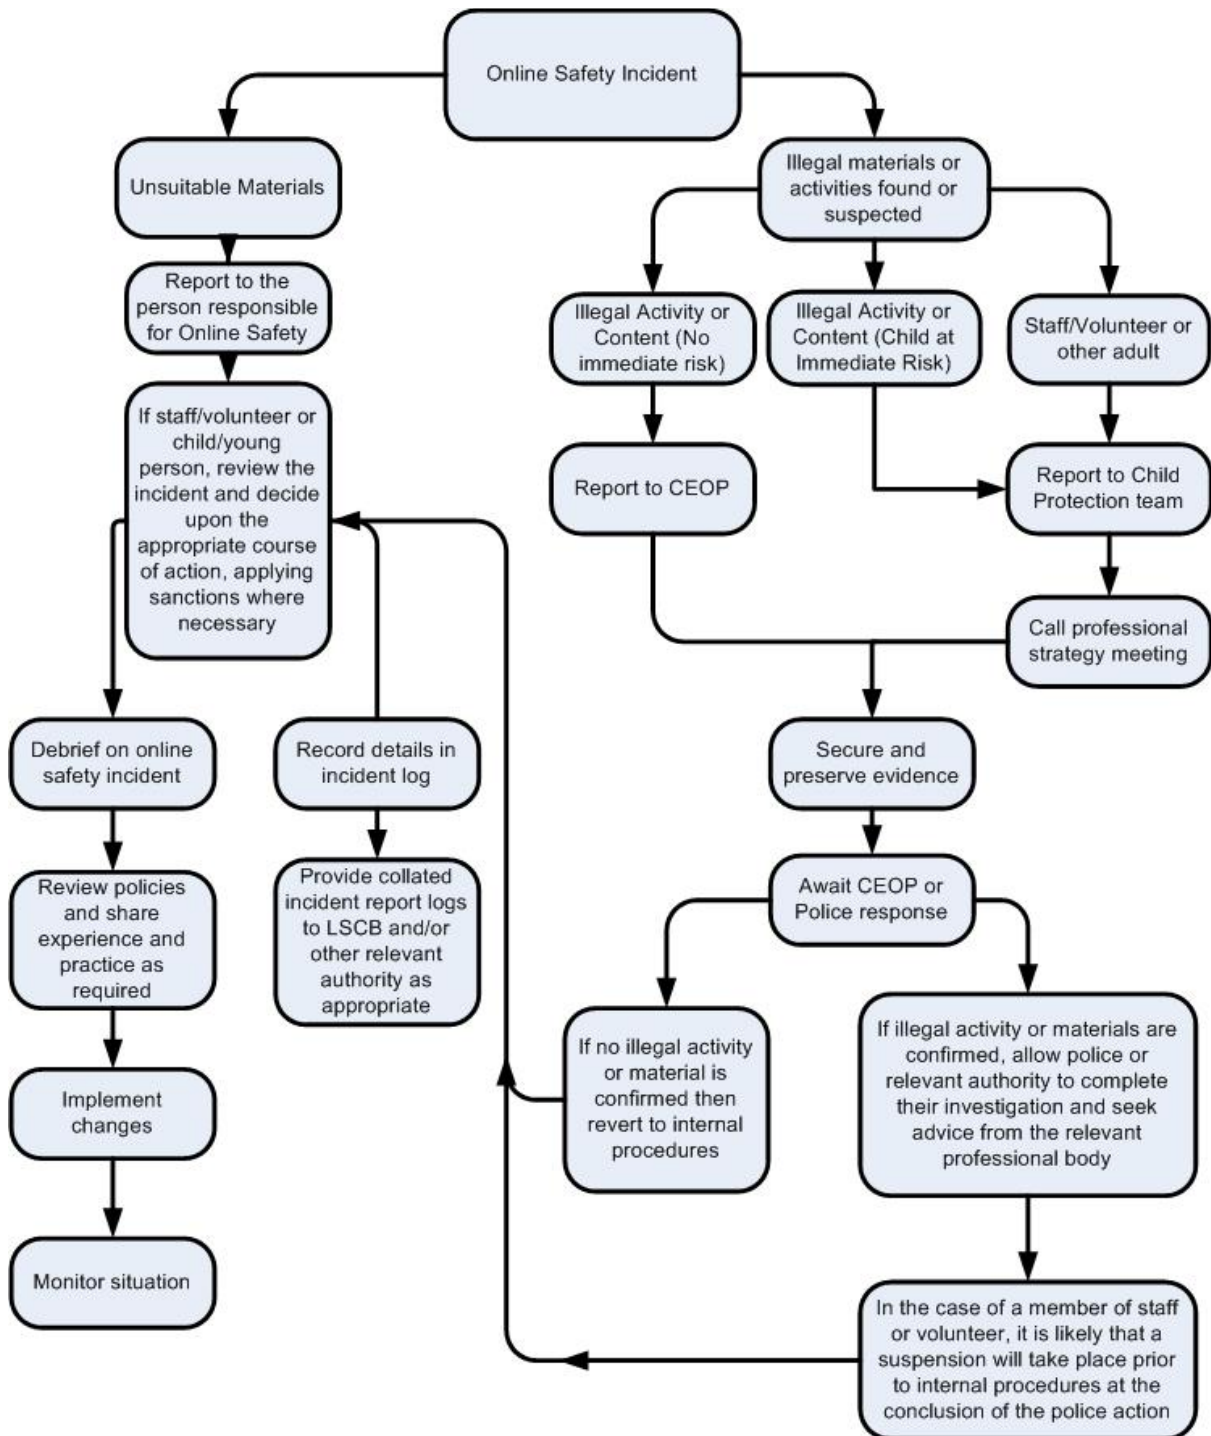 Online Safety Incident
Unsuitable Materials
Report to the
person responsible
for Online Safety
If staff/volunteer or
child/young
person, review the
incident and decide
upon the
appropriate course
of action, applying
sanctions where
necessary
Debrief on online
safety incident
Review policies
and share
experience and
practice as
required
Implement
changes
Monitor situation
Record details in
incident log
Provide collated
incident report logs
to LSCB and/or
other relevant
authority as
appropriate
Illegal materials or
activities found or
suspected
Illegal Activity or
Content (No
immediate risk)
Illegal Activity or
Content (Child at
Immediate Risk)
Staff/Volunteer or
other adult
Report to CEOP
Report to Child
Protection team
Call professional
strategy meeting
Secure and
preserve evidence
Await CEOP or
Police response
If no illegal activity
or material is
confirmed then
revert to internal
procedures
If illegal activity or materials are
confirmed, allow police or
relevant authority to complete
their investigation and seek
advice from the relevant
professional body
In the case of a member of staff
or volunteer, it is likely that a
suspension will take place prior
to internal procedures at the
conclusion of the police action